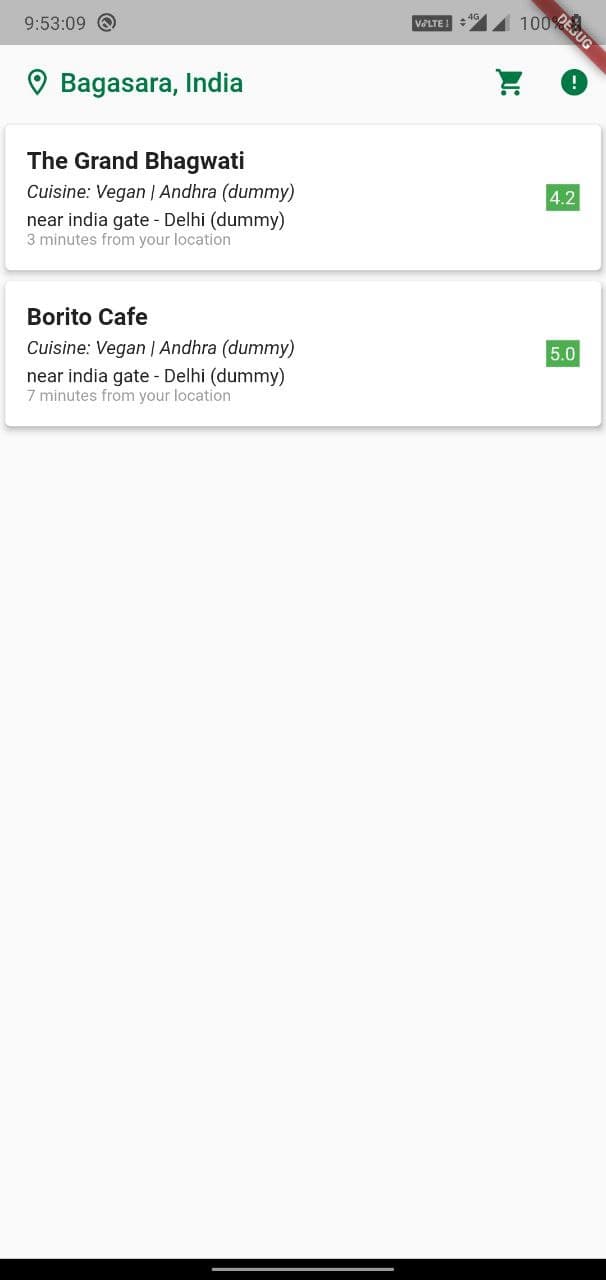 9:53:09 VoLTE 4G 100%
DEBUG
Bagasara, India
The Grand Bhagwati
Cuisine: Vegan | Andhra (dummy)
4.2
near india gate - Delhi (dummy)
3 minutes from your location
Borito Cafe
Cuisine: Vegan | Andhra (dummy)
5.0
near india gate - Delhi (dummy)
7 minutes from your location